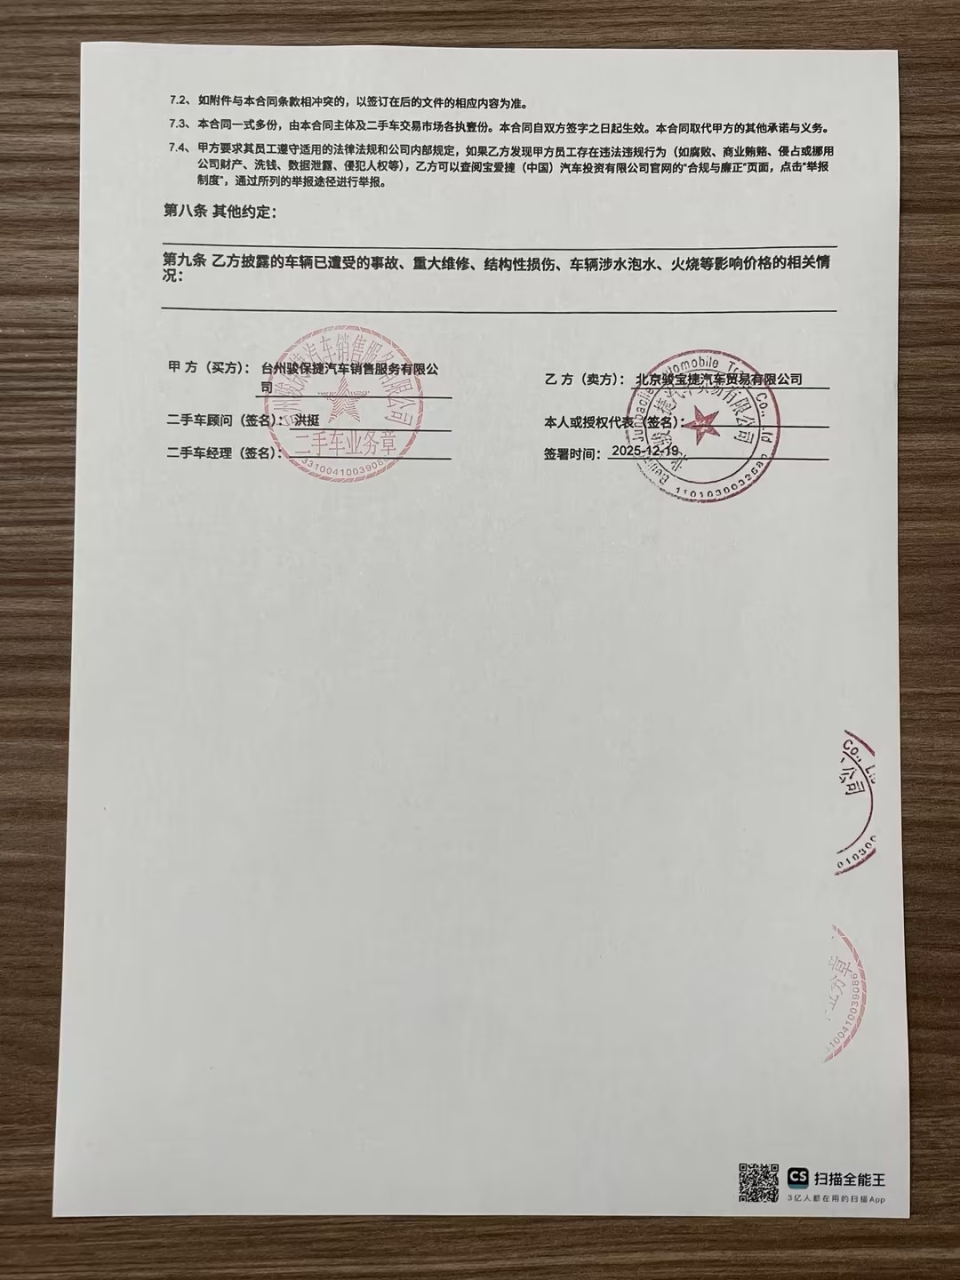 7.2、如附件与本合同条款相冲突的，以签订在后的文件的相应内容为准。
7.3、本合同一式多份，由本合同主体及二手车交易市场各执壹份。本合同自双方签字之日起生效。本合同取代甲方的其他承诺与义务。
7.4、甲方要求其员工遵守适用的法律法规和公司内部规定，如果乙方发现甲方员工存在违法违规行为（如腐败、商业贿赂、侵占或挪用
公司财产、洗钱、数据泄露、侵犯人权等），乙方可以查阅宝爱捷（中国）汽车投资有限公司官网的“合规与廉正”页面，点击“举报
制度”，通过所列的举报途径进行举报。
第八条 其他约定：
第九条 乙方披露的车辆已遭受的事故、重大维修、结构性损伤、车辆涉水泡水、火烧等影响价格的相关情
况：
甲 方（买方）： 台州骏保捷汽车销售服务有限公
司
二手车顾问（签名）： 洪挺
二手车经理（签名）：
二手车业务章
乙 方（卖方）： 北京骏宝捷汽车贸易有限公司
本人或授权代表（签名）：
签署时间： 2025-12-19
Co., L
公司
CS 扫描全能王
3亿人都在用的扫描App